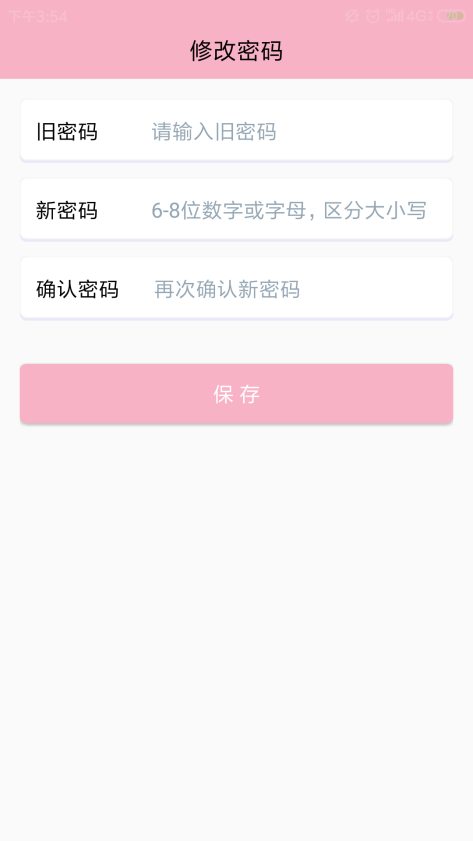 下午3:54 4G
修改密码
旧密码 请输入旧密码
新密码 6-8位数字或字母，区分大小写
确认密码 再次确认新密码
保 存